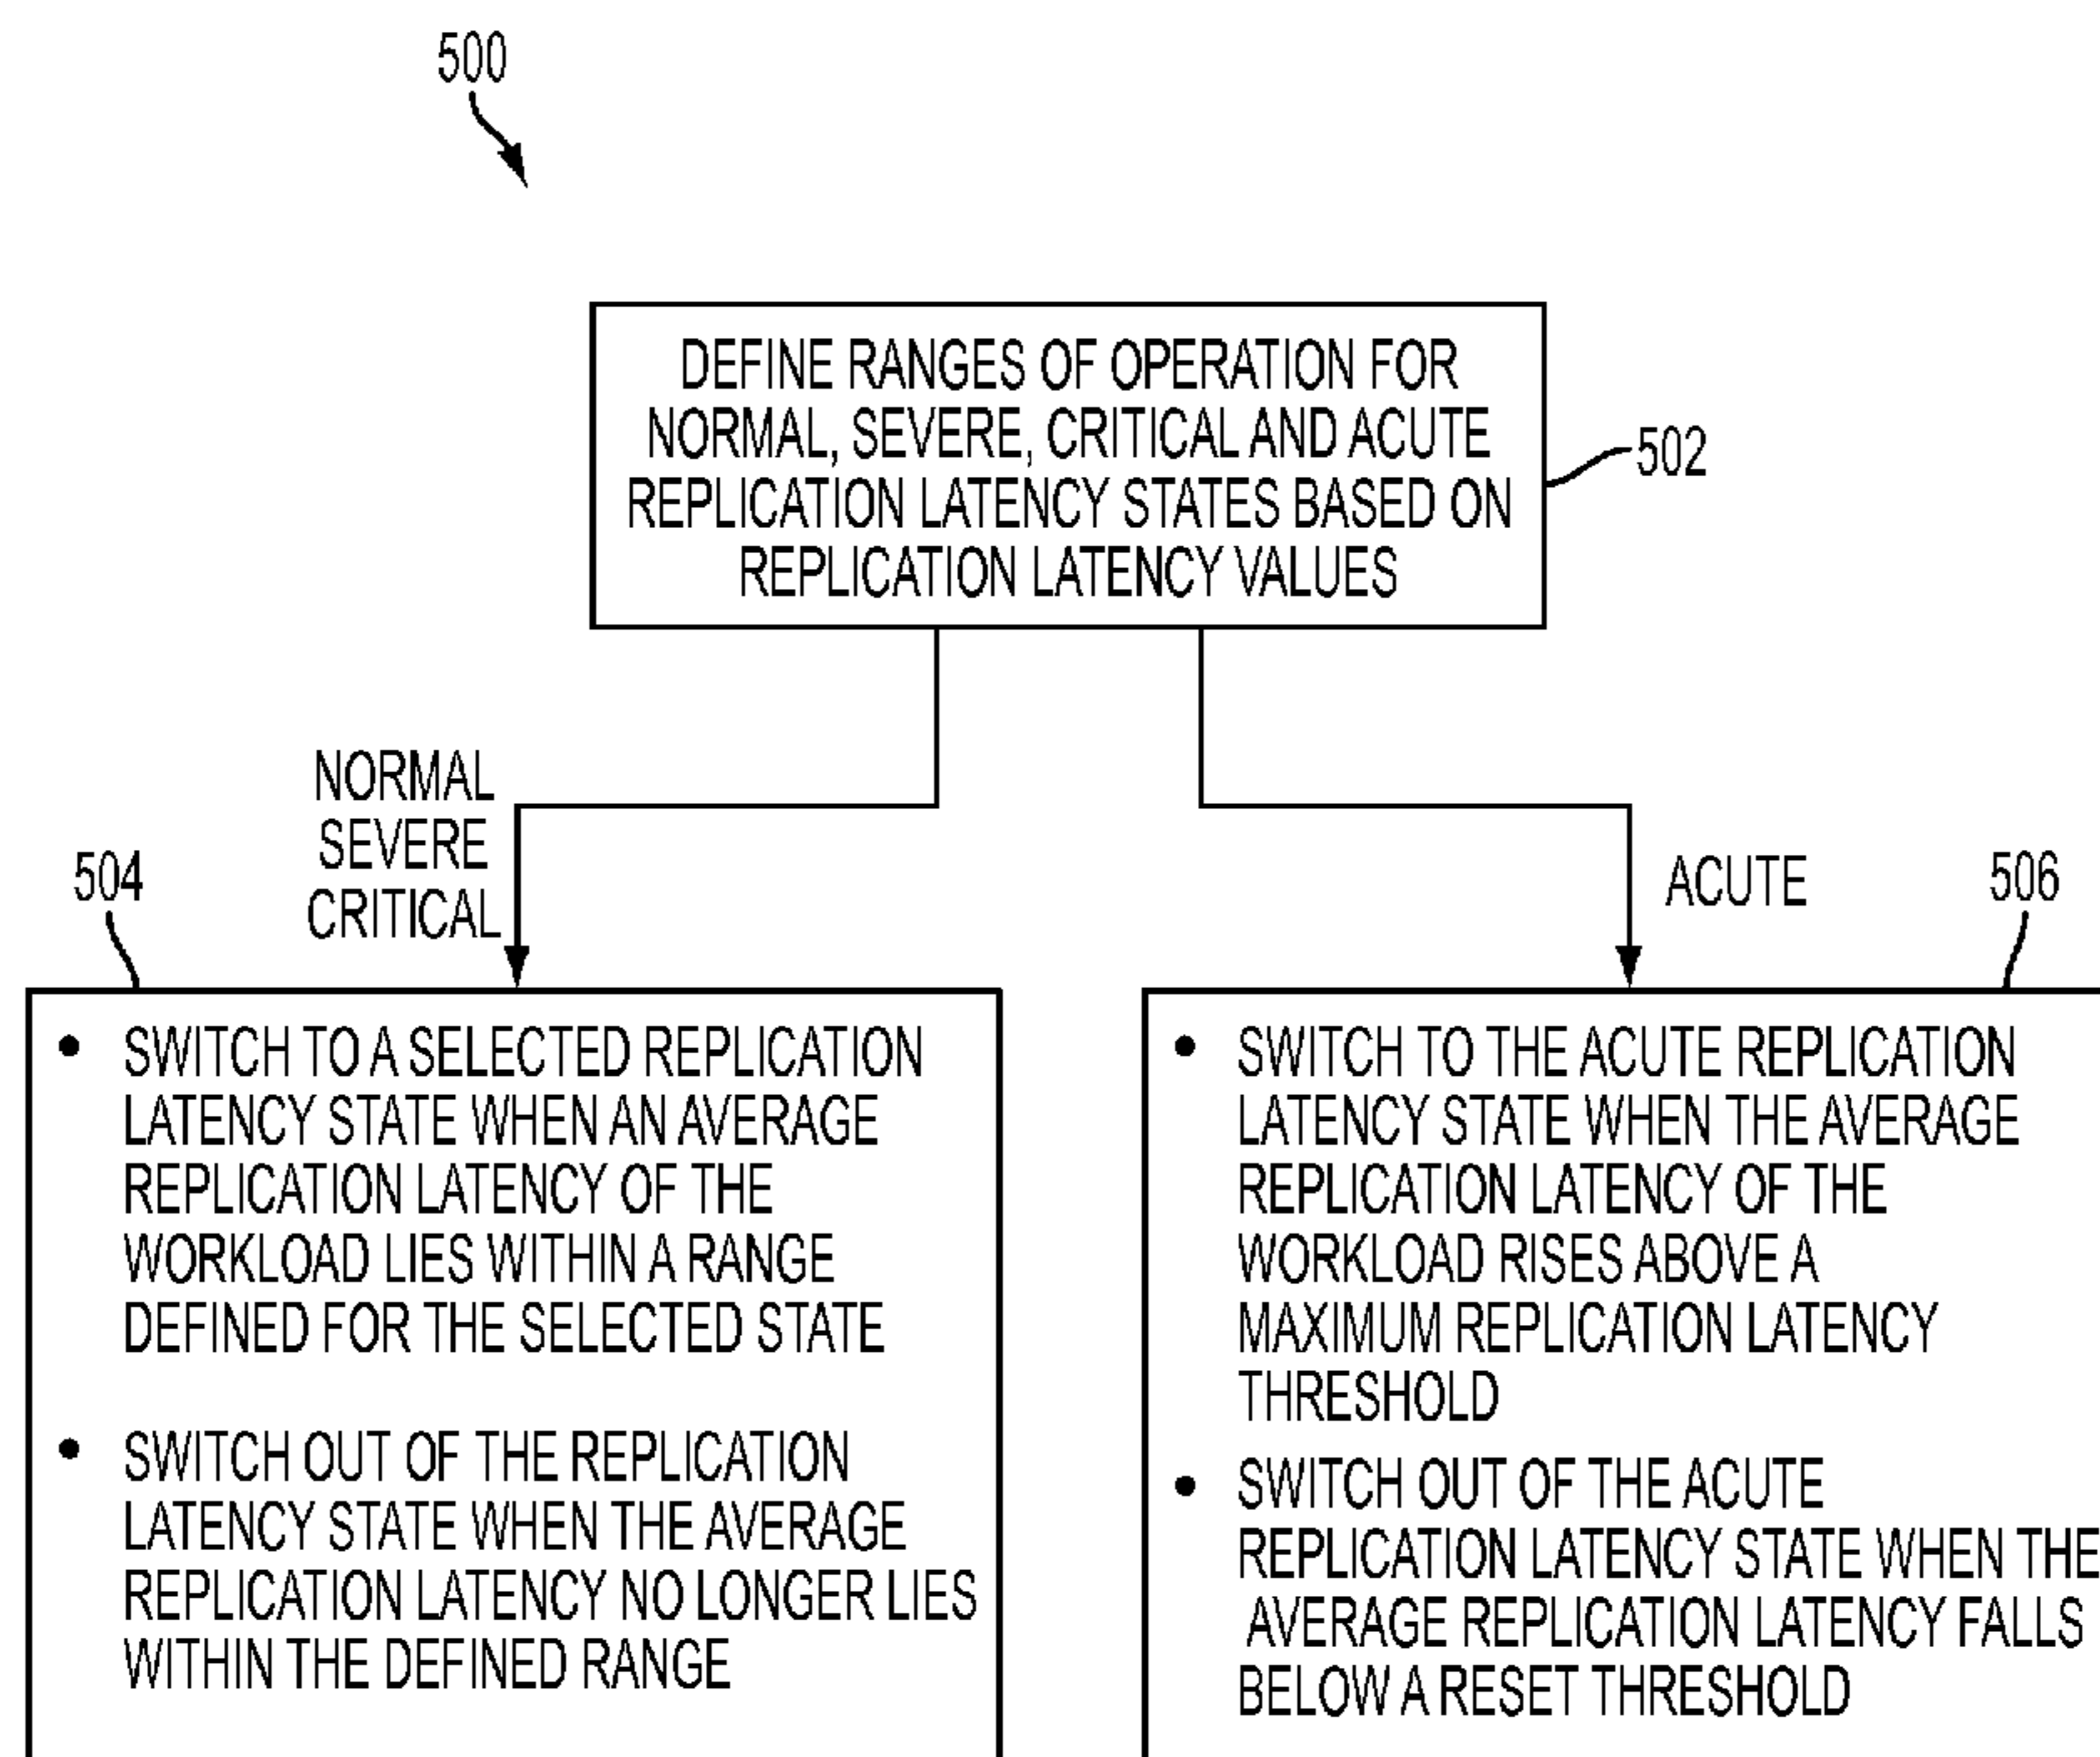 500
DEFINE RANGES OF OPERATION FOR
NORMAL, SEVERE, CRITICAL AND ACUTE
REPLICATION LATENCY STATES BASED ON
REPLICATION LATENCY VALUES
502
NORMAL
SEVERE
CRITICAL
ACUTE
504
• SWITCH TO A SELECTED REPLICATION
LATENCY STATE WHEN AN AVERAGE
REPLICATION LATENCY OF THE
WORKLOAD LIES WITHIN A RANGE
DEFINED FOR THE SELECTED STATE
• SWITCH OUT OF THE REPLICATION
LATENCY STATE WHEN THE AVERAGE
REPLICATION LATENCY NO LONGER LIES
WITHIN THE DEFINED RANGE
506
• SWITCH TO THE ACUTE REPLICATION
LATENCY STATE WHEN THE AVERAGE
REPLICATION LATENCY OF THE
WORKLOAD RISES ABOVE A
MAXIMUM REPLICATION LATENCY
THRESHOLD
• SWITCH OUT OF THE ACUTE
REPLICATION LATENCY STATE WHEN THE
AVERAGE REPLICATION LATENCY FALLS
BELOW A RESET THRESHOLD